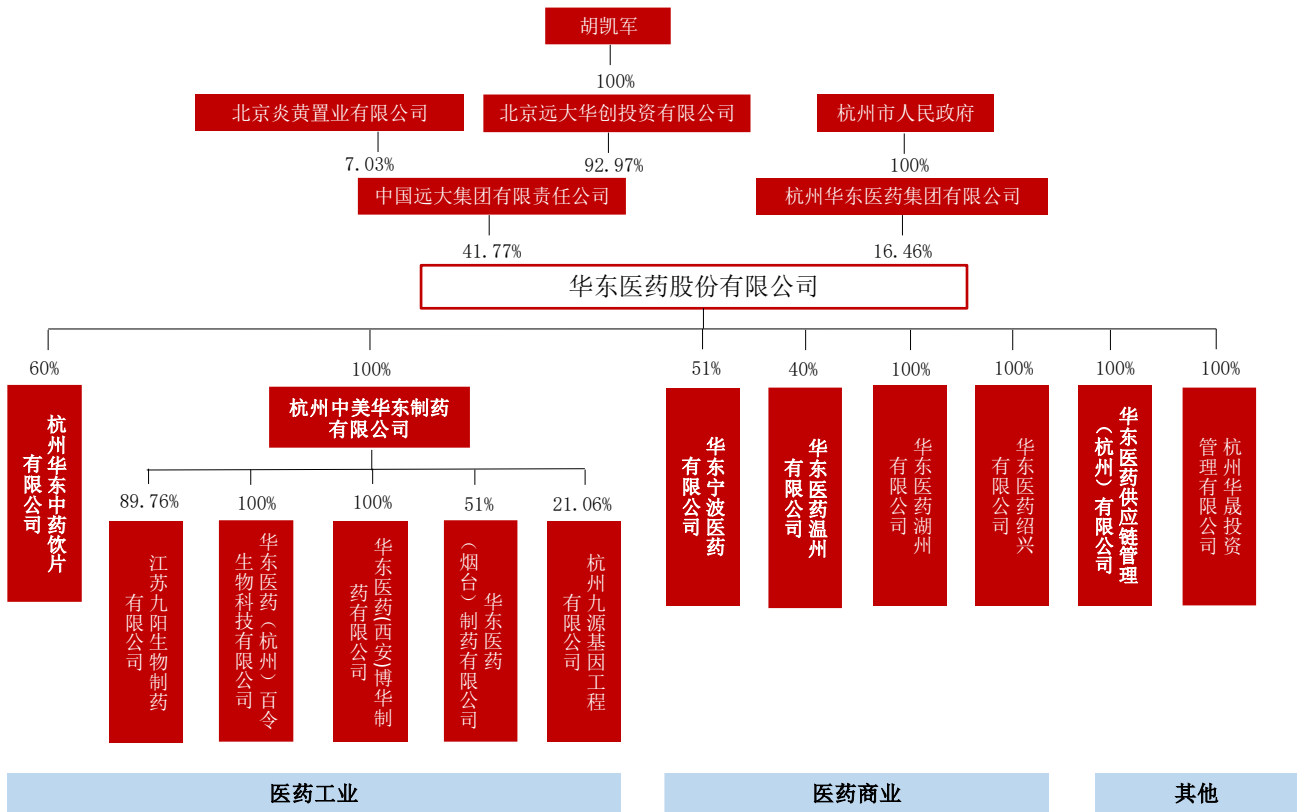 胡凯军
100%
北京炎黄置业有限公司
北京远大华创投资有限公司
杭州市人民政府
7.03%
92.97%
100%
中国远大集团有限责任公司
杭州华东医药集团有限公司
41.77%
16.46%
华东医药股份有限公司
60%
100%
51%
40%
100%
100%
100%
100%
杭州华东中药饮片
有限公司
杭州中美华东制药
有限公司
华东宁波医药
有限公司
华东医药温州
有限公司
华东医药湖州
有限公司
华东医药绍兴
有限公司
华东医药供应链管理
（杭州）有限公司
杭州华晟投资
管理有限公司
89.76%
100%
100%
51%
21.06%
江苏九阳生物制药
有限公司
华东医药（杭州）百令
生物科技有限公司
华东医药(西安)博华制
药有限公司
华东医药
（烟台）制药有限公司
杭州九源基因工程
有限公司
医药工业
医药商业
其他